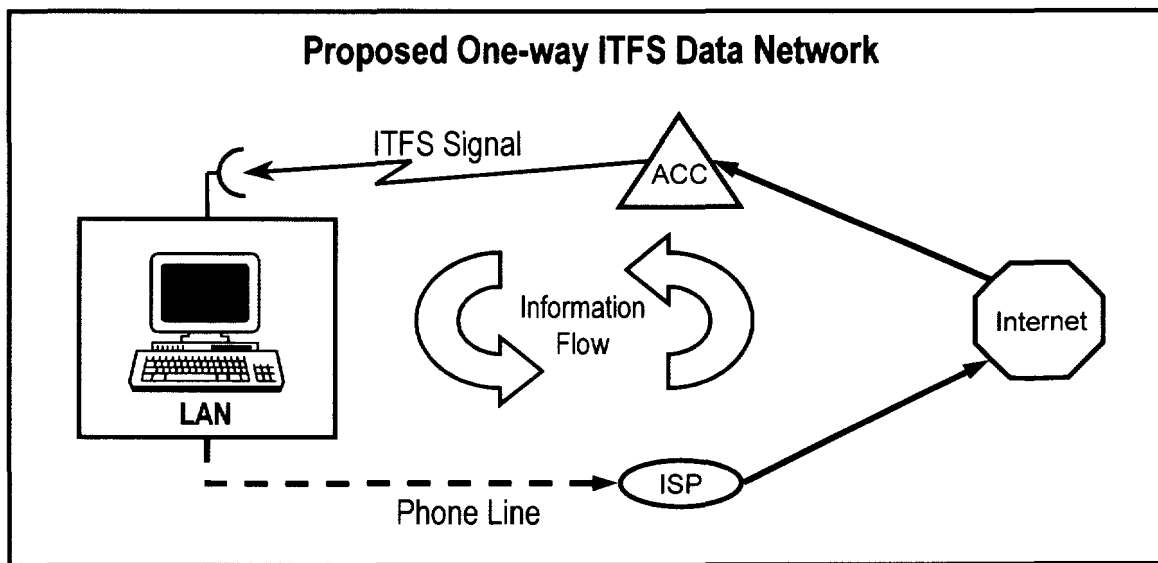 Proposed One-way ITFS Data Network
ITFS Signal
ACC
Internet
Information
Flow
LAN
ISP
Phone Line